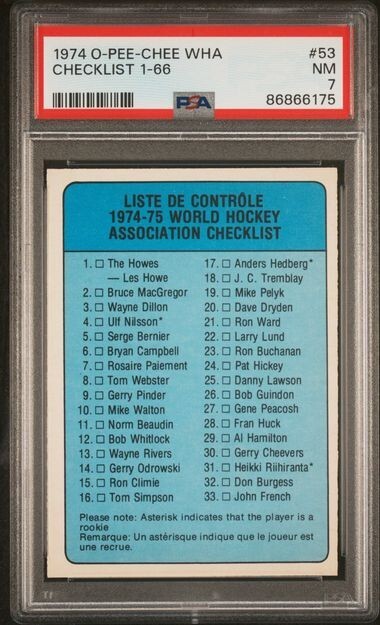 1974 O-PEE-CHEE WHA #53
CHECKLIST 1-66 NM
PSA 7
86866175
LISTE DE CONTRÔLE
1974-75 WORLD HOCKEY
ASSOCIATION CHECKLIST
1. The Howes
— Les Howe
2. Bruce MacGregor
3. Wayne Dillon
4. Ulf Nilsson*
5. Serge Bernier
6. Bryan Campbell
7. Rosaire Paiement
8. Tom Webster
9. Gerry Pinder
10. Mike Walton
11. Norm Beaudin
12. Bob Whitlock
13. Wayne Rivers
14. Gerry Odrowski
15. Ron Climie
16. Tom Simpson
17. Anders Hedberg*
18. J. C. Tremblay
19. Mike Pelyk
20. Dave Dryden
21. Ron Ward
22. Larry Lund
23. Ron Buchanan
24. Pat Hickey
25. Danny Lawson
26. Bob Guindon
27. Gene Peacosh
28. Fran Huck
29. Al Hamilton
30. Gerry Cheevers
31. Heikki Riihiranta*
32. Don Burgess
33. John French
Please note: Asterisk indicates that the player is a
rookie
Remarque: Un astérisque indique que le joueur est
une recrue.